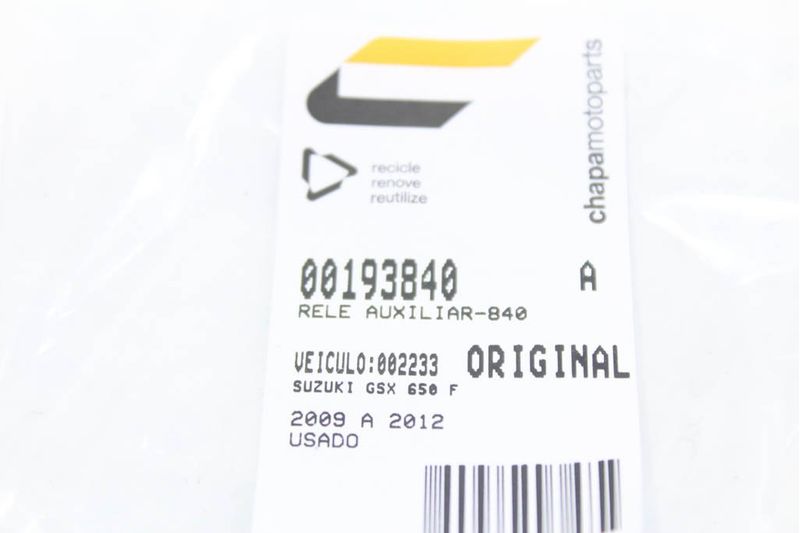 chapamotoparts
recicle
renove
reutilize
00193840 A
RELE AUXILIAR-840
VEICULO:002233 ORIGINAL
SUZUKI GSX 650 F
2009 A 2012
USADO